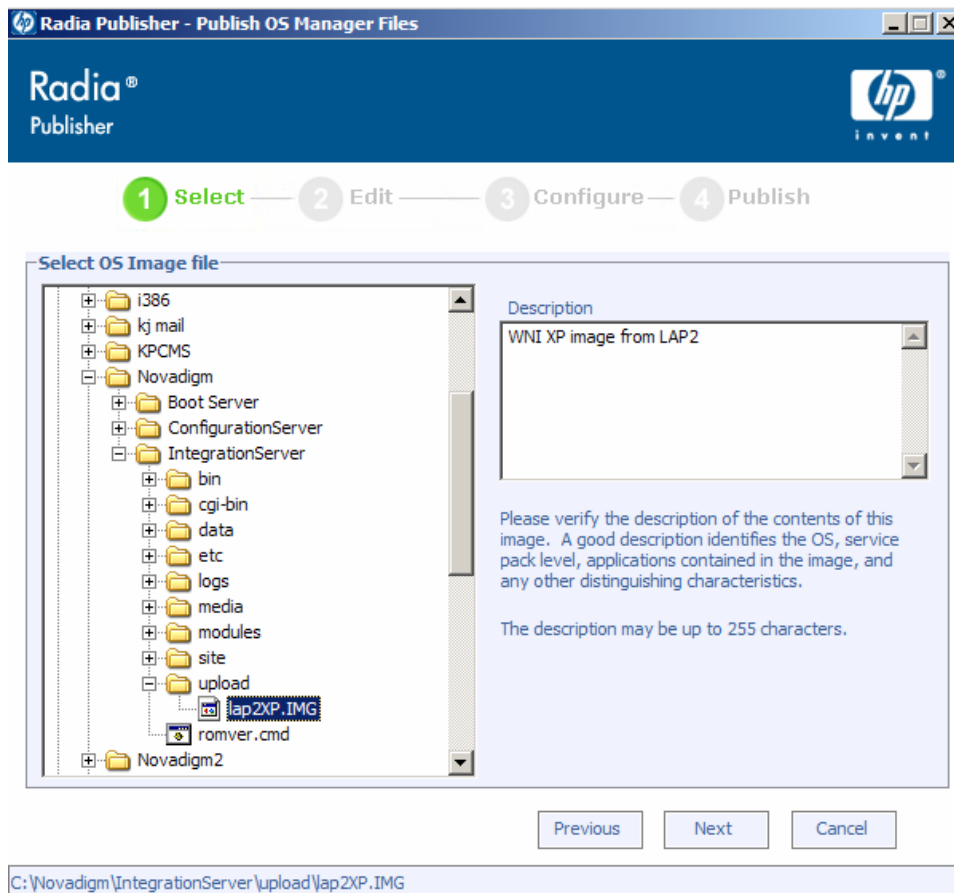 Radia Publisher - Publish OS Manager Files
Radia ®
Publisher
hp ®
invent
1 Select 2 Edit 3 Configure 4 Publish
Select OS Image file
i386
kj mail
KPCMS
Novadigm
Boot Server
ConfigurationServer
IntegrationServer
bin
cgi-bin
data
etc
logs
media
modules
site
upload
lap2XP.IMG
romver.cmd
Novadigm2
Description
WNI XP image from LAP2
Please verify the description of the contents of this
image. A good description identifies the OS, service
pack level, applications contained in the image, and
any other distinguishing characteristics.
The description may be up to 255 characters.
Previous Next Cancel
C:\Novadigm\IntegrationServer\upload\lap2XP.IMG